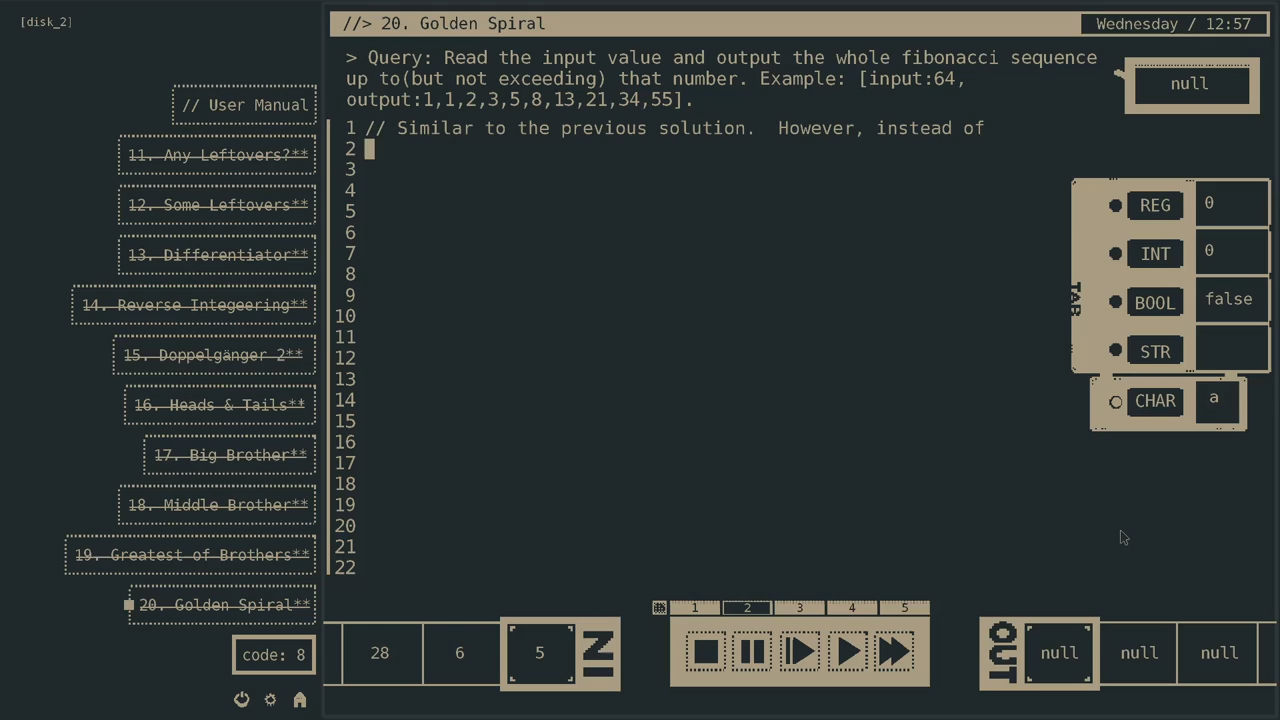 [disk_2]
//> 20. Golden Spiral
Wednesday / 12:57
> Query: Read the input value and output the whole fibonacci sequence
up to(but not exceeding) that number. Example: [input:64,
output:1,1,2,3,5,8,13,21,34,55].
null
// User Manual
11. Any Leftovers?**
12. Some Leftovers**
13. Differentiator**
14. Reverse Integeering**
15. Doppelgänger 2**
16. Heads & Tails**
17. Big Brother**
18. Middle Brother**
19. Greatest of Brothers**
20. Golden Spiral**
code: 8
1 // Similar to the previous solution.  However, instead of
2
3
4
5
6
7
8
9
10
11
12
13
14
15
16
17
18
19
20
21
22
TAB
REG 0
INT 0
BOOL false
STR
CHAR a
28 6 5 IN
1 2 3 4 5
OUT null null null